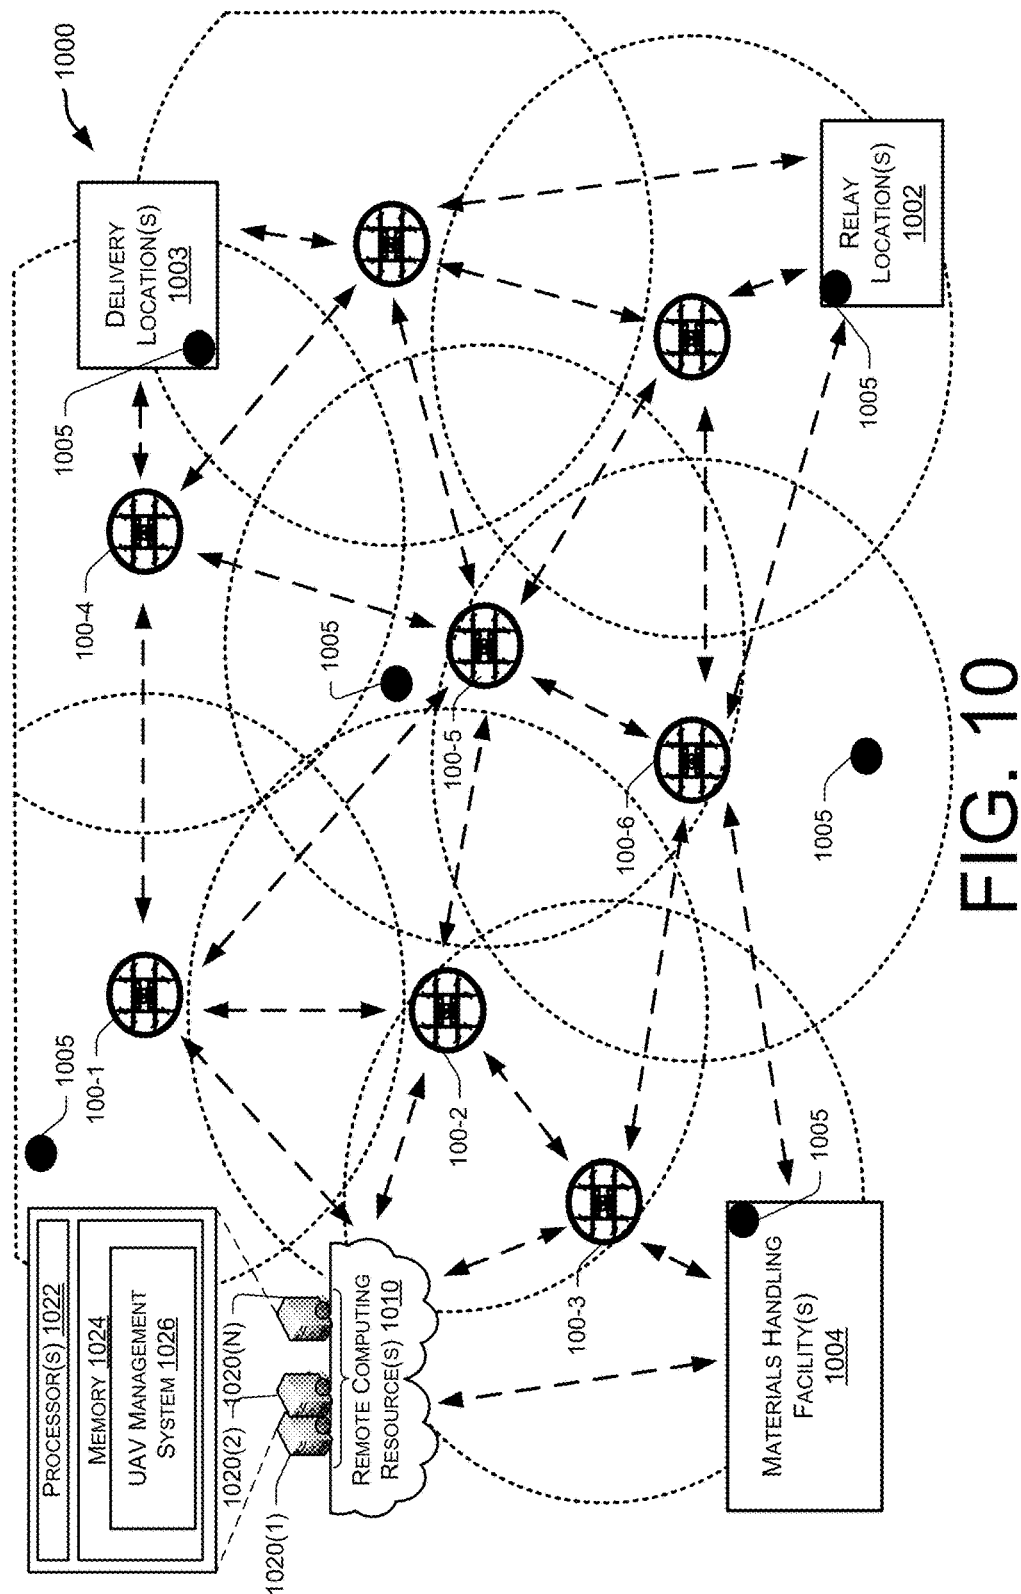 1000
PROCESSOR(S) 1022
MEMORY 1024
UAV MANAGEMENT
SYSTEM 1026
1005
100-1
100-4
1005
DELIVERY
LOCATION(S)
1003
1020(1)
1020(2)
1020(N)
REMOTE COMPUTING
RESOURCE(S) 1010
100-2
1005
100-5
100-3
100-6
MATERIALS HANDLING
FACILITY(S)
1004
1005
1005
1005
RELAY
LOCATION(S)
1002
FIG. 10